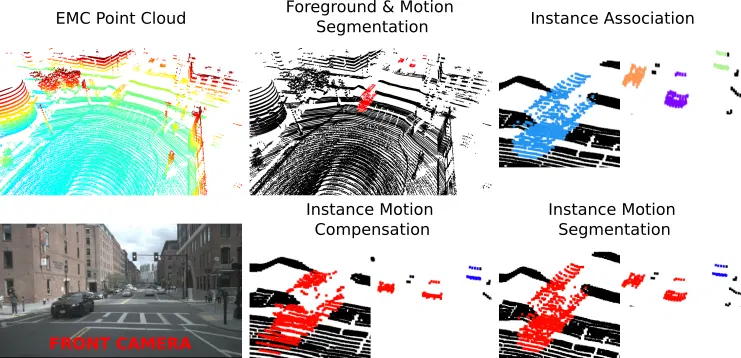 EMC Point Cloud
Foreground & Motion
Segmentation
Instance Association
Instance Motion
Compensation
Instance Motion
Segmentation
FRONT CAMERA